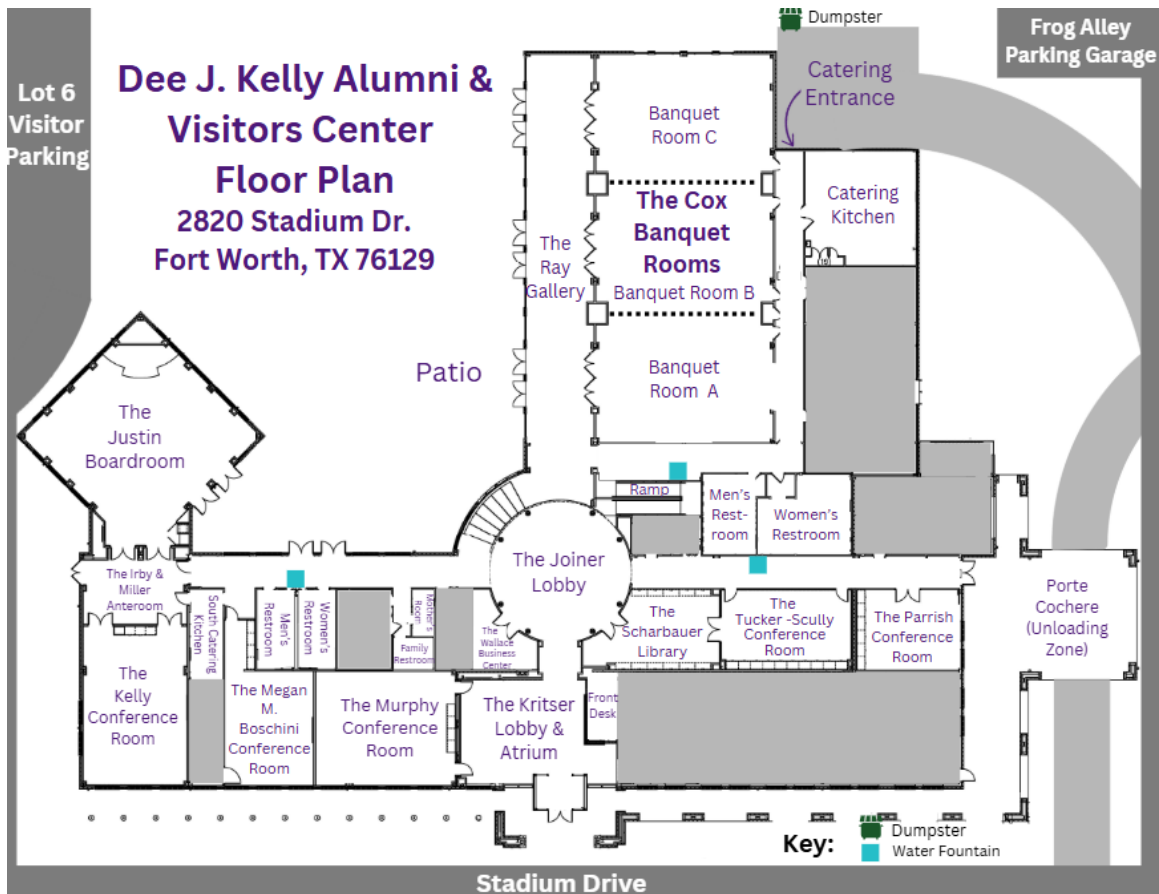 Dumpster
Frog Alley
Parking Garage
Lot 6
Visitor
Parking
Dee J. Kelly Alumni &
Visitors Center
Floor Plan
2820 Stadium Dr.
Fort Worth, TX 76129
Catering
Entrance
Banquet
Room C
Catering
Kitchen
The Cox
Banquet
Rooms
Banquet Room B
The
Ray
Gallery
Patio
Banquet
Room A
The
Justin
Boardroom
Ramp
Men's
Rest-
room
Women's
Restroom
The Joiner
Lobby
The Irby &
Miller
Anteroom
South Catering
Kitchen
Men's
Restroom
Women's
Restroom
Mother's
Room
Family
Restroom
The
Wallace
Business
Center
The
Scharbauer
Library
The
Tucker -Scully
Conference
Room
The Parrish
Conference
Room
Porte
Cochere
(Unloading
Zone)
The
Kelly
Conference
Room
The Megan
M.
Boschini
Conference
Room
The Murphy
Conference
Room
The Kritser
Lobby &
Atrium
Front
Desk
Key:
Dumpster
Water Fountain
Stadium Drive